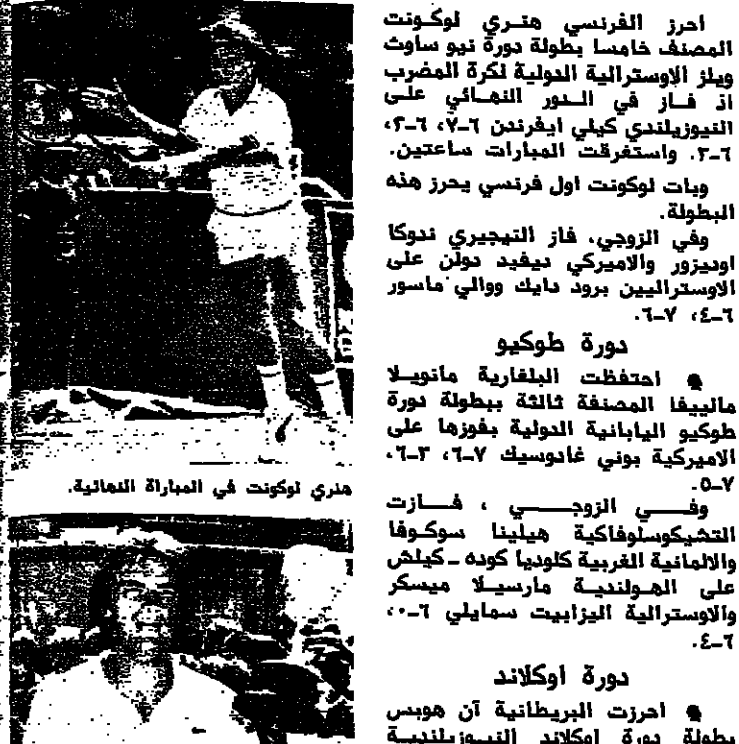 احرز الفرنسي هنري لوكونت
المصنف خامسا بطولة دورة نيو ساوث
ويلز الاوسترالية الدولية لكرة المضرب
اذ فاز في الدور النهائي على
النيوزيلندي كيلي ايفرندن ٦-٧، ٦-٢،
٦-٣. واستغرقت المبارات ساعتين.
وبات لوكونت اول فرنسي يحرز هذه
البطولة.
وفي الزوجي، فاز النيجيري ندوكا
اوديزور والاميركي ديفيد دولن على
الاوستراليين برود دايك ووالي ماسور
٦-٤، ٧-٦.
دورة طوكيو
● احتفظت البلغارية مانويلا
مالييفا المصنفة ثالثة ببطولة دورة
طوكيو اليابانية الدولية بفوزها على
الاميركية بوني غادوسيك ٧-٦، ٣-٦،
٧-٥.
وفي الزوجي ، فازت
التشيكوسلوفاكية هيلينا سوكوفا
والالمانية الغربية كلوديا كوده ـ كيلش
على الهولندية مارسيلا ميسكر
والاوسترالية اليزابيت سمايلي ٦-٠،
٦-٤.
دورة اوكلاند
● احرزت البريطانية آن هوبس
بطولة دورة اوكلاند النيوزيلندية
هنري لوكونت في المباراة النهائية.